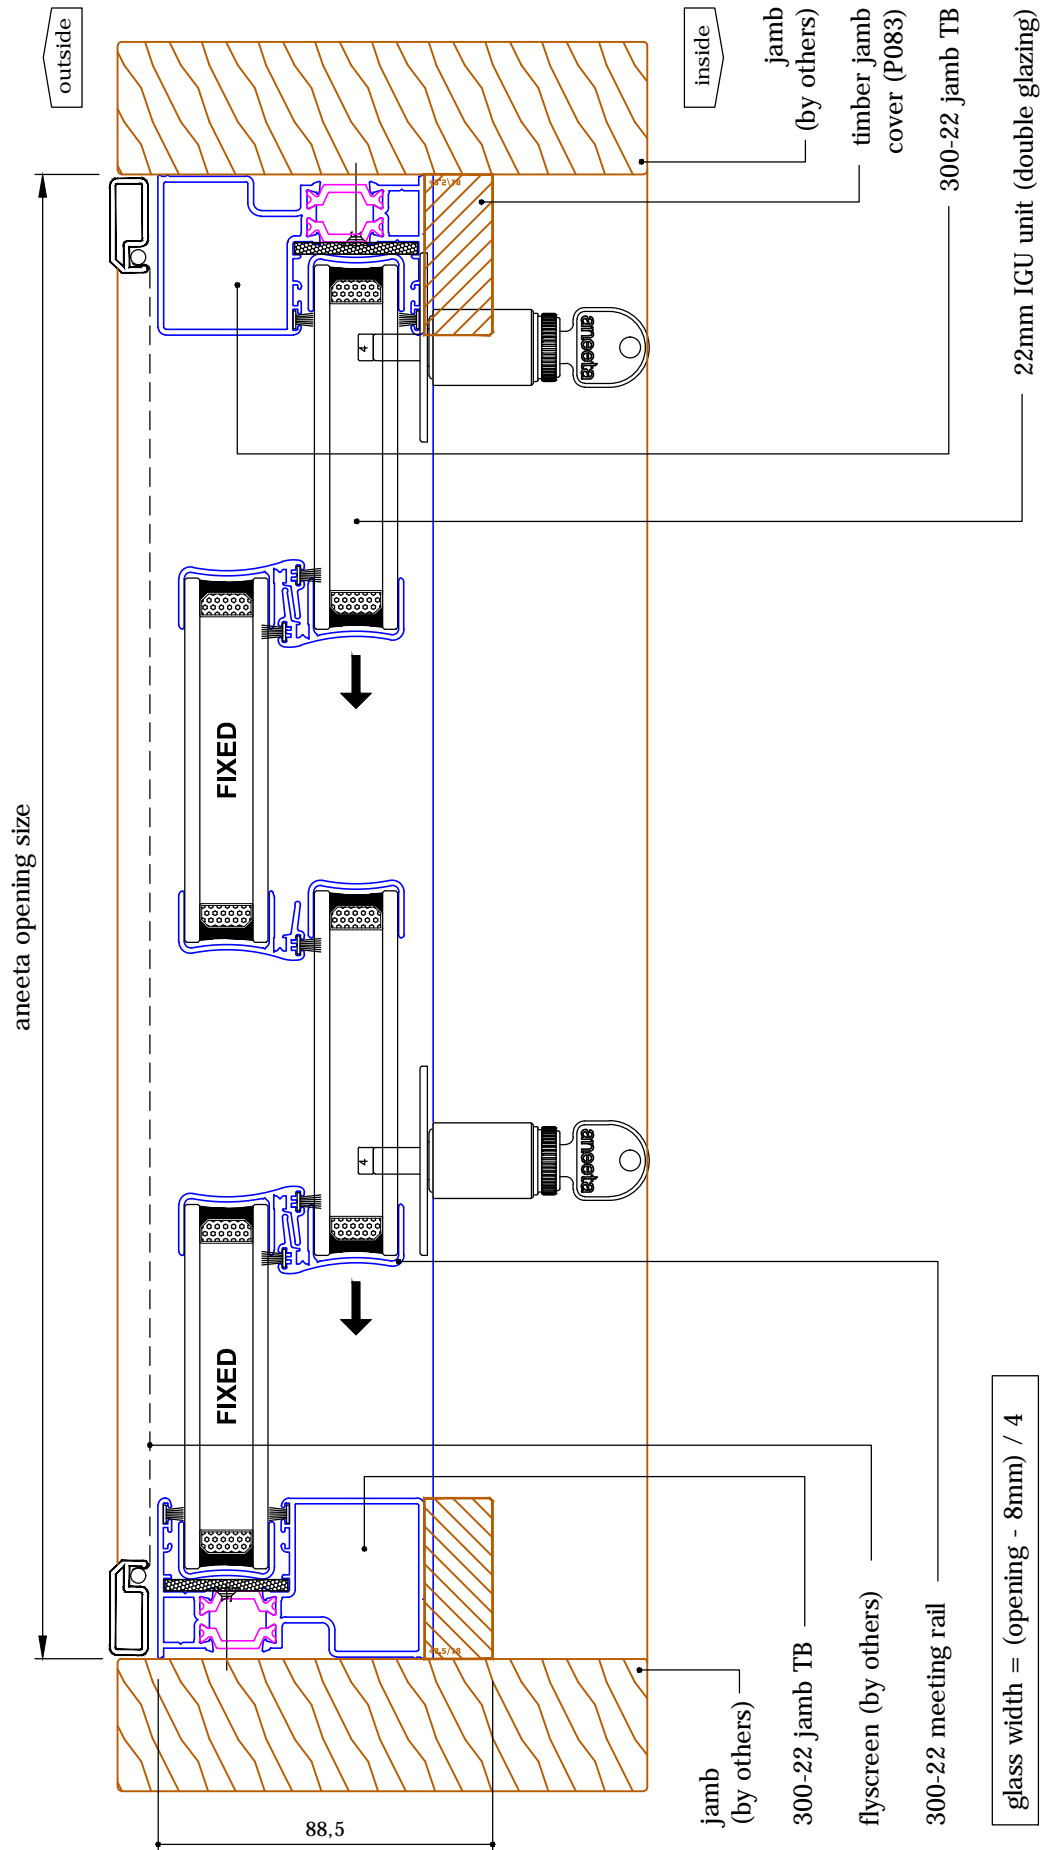 outside
inside
jamb
(by others)
timber jamb
cover (P083)
300-22 jamb TB
22mm IGU unit (double glazing)
aneeta opening size
4
aneeta
FIXED
4
aneeta
FIXED
jamb
(by others)
300-22 jamb TB
flyscreen (by others)
300-22 meeting rail
glass width = (opening - 8mm) / 4
88,5